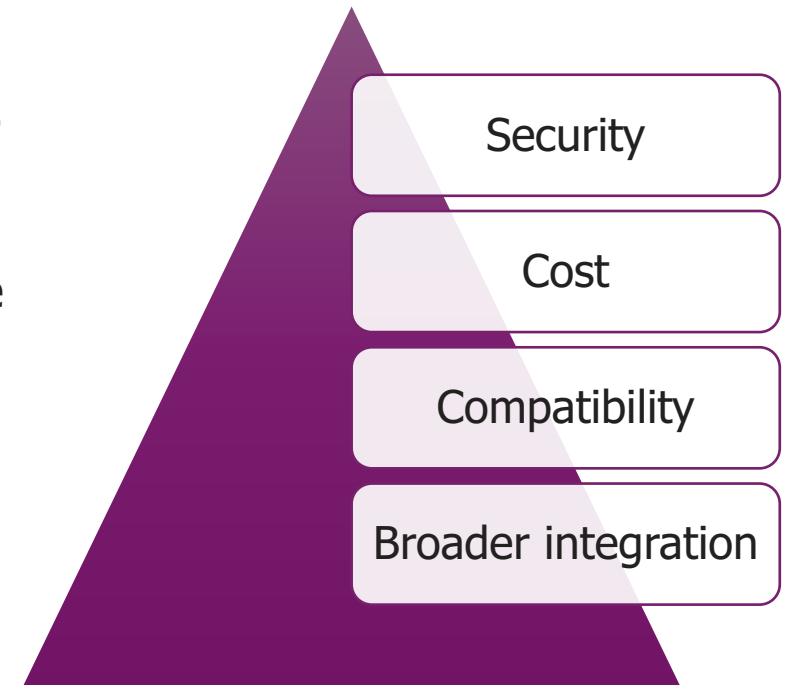 Security
Cost
e
Compatibility
Broader integration